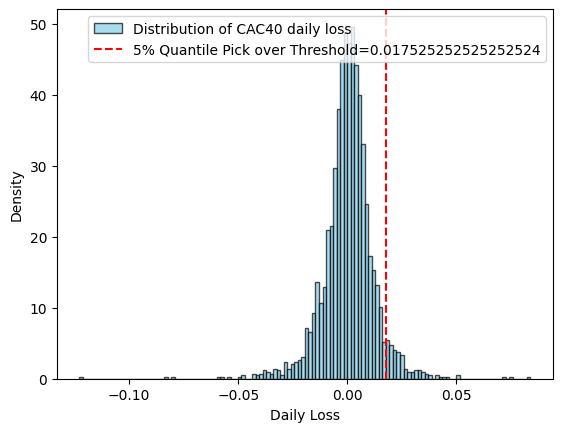 Distribution of CAC40 daily loss
5% Quantile Pick over Threshold=0.017525252525252524
50
40
30
20
10
0
Density
−0.10
−0.05
0.00
0.05
Daily Loss